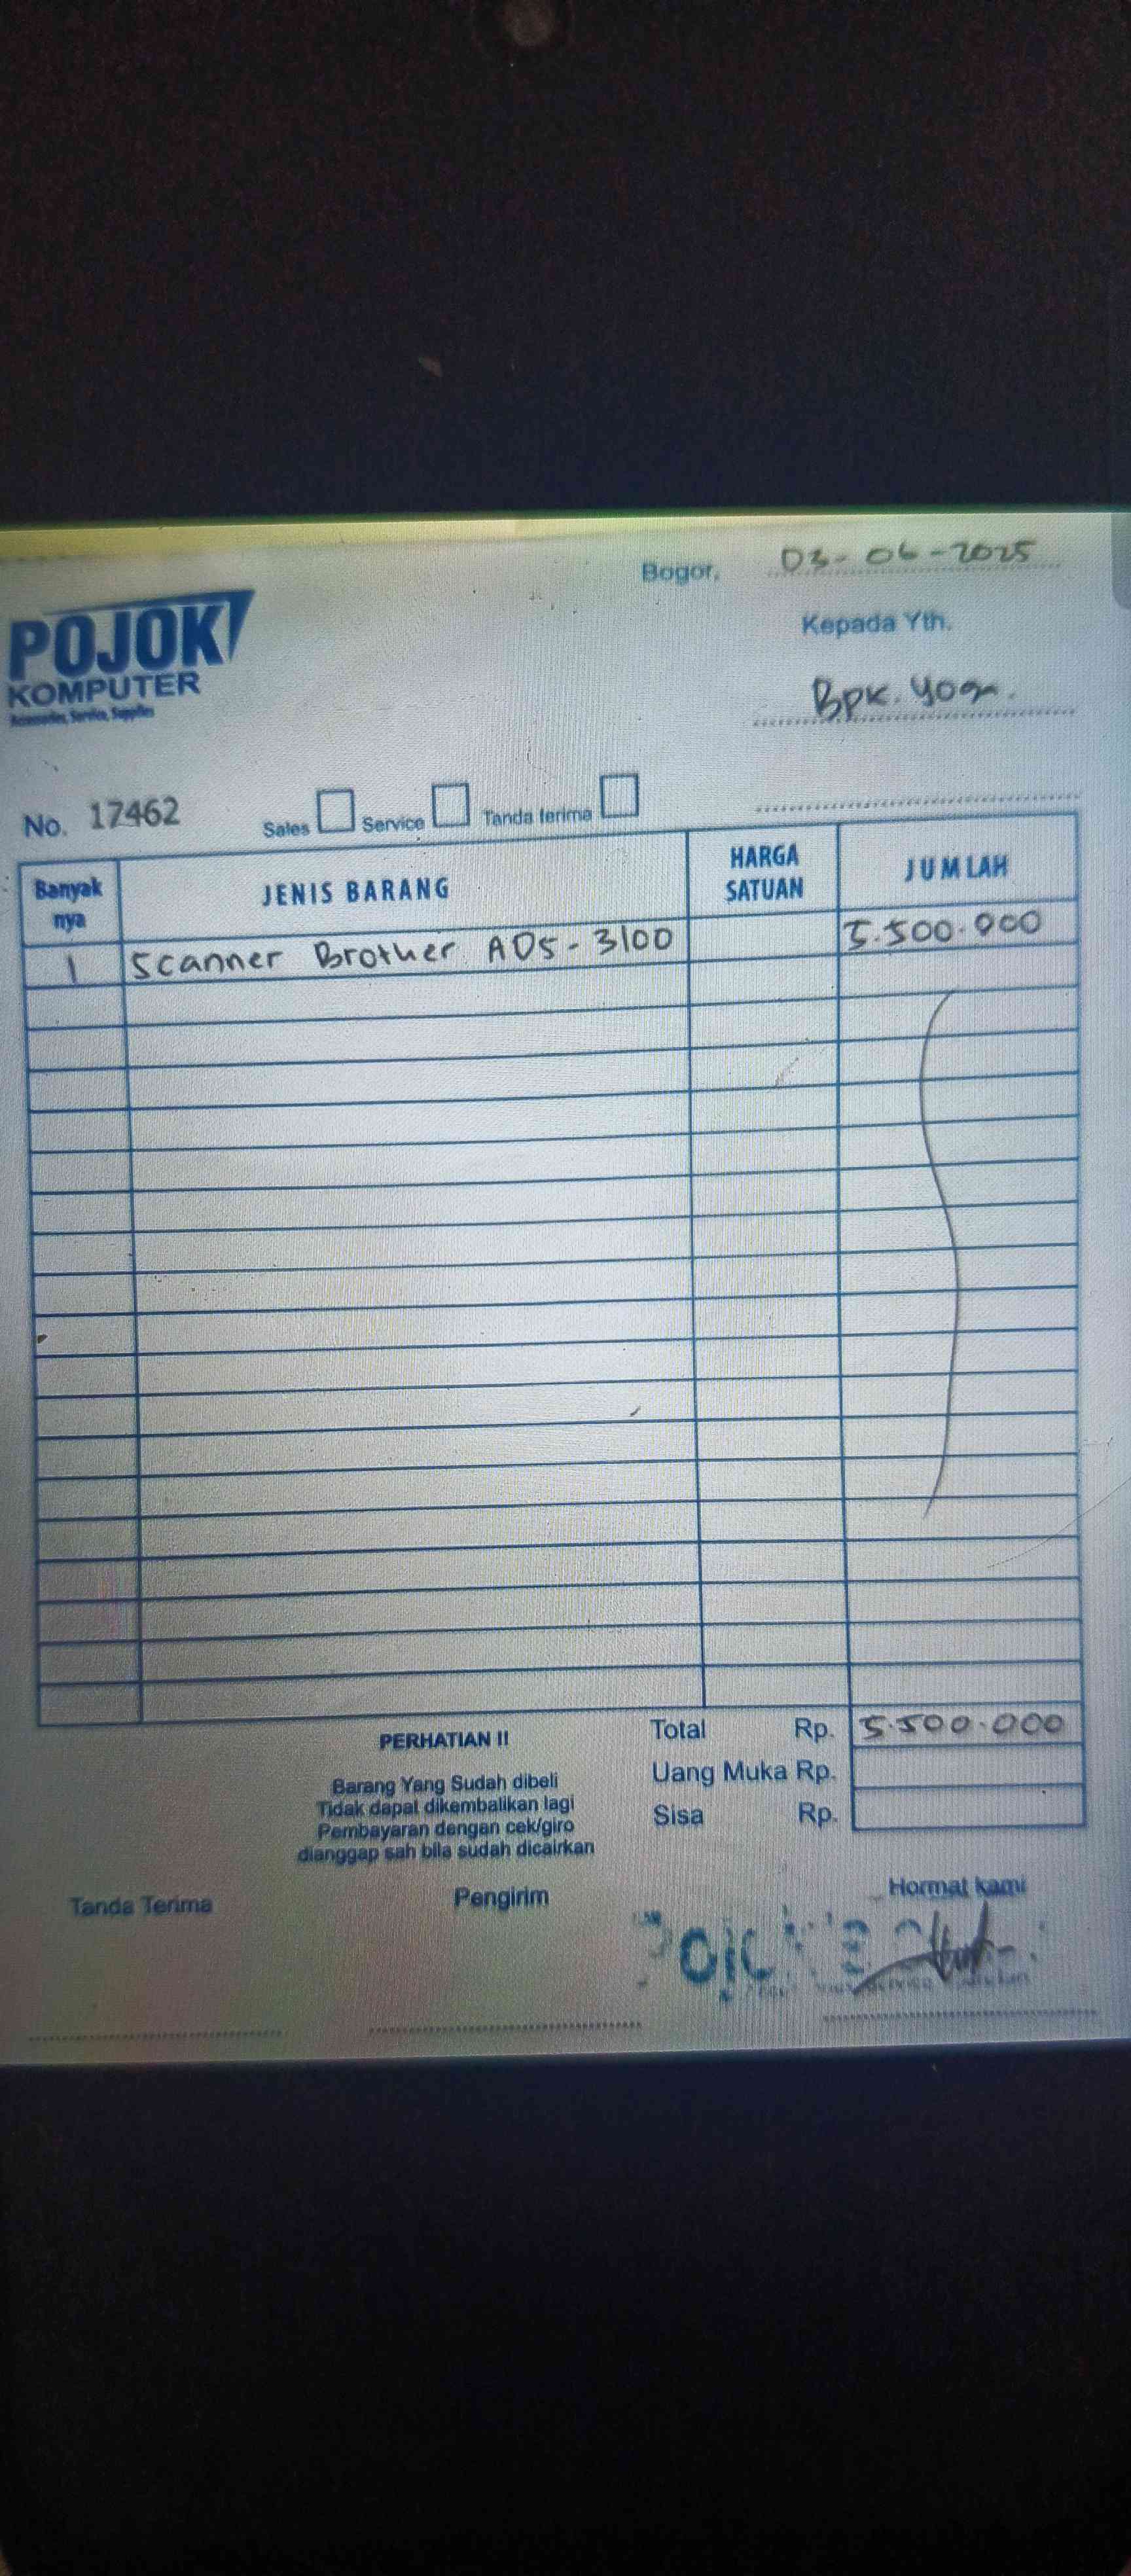 Bogor, 03-06-2025
POJOK
KOMPUTER
Accessories, Service, Supplies
Kepada Yth.
Bpk. Yoga.
No. 17462
Sales Service Tanda terima
Banyak nya JENIS BARANG HARGA SATUAN JUMLAH
1 Scanner Brother ADS-3100 5.500.000
Total Rp. 5.500.000
Uang Muka Rp.
Sisa Rp.
PERHATIAN !!
Barang Yang Sudah dibeli
Tidak dapat dikembalikan lagi
Pembayaran dengan cek/giro
dianggap sah bila sudah dicairkan
Tanda Terima Pengirim Hormat kami